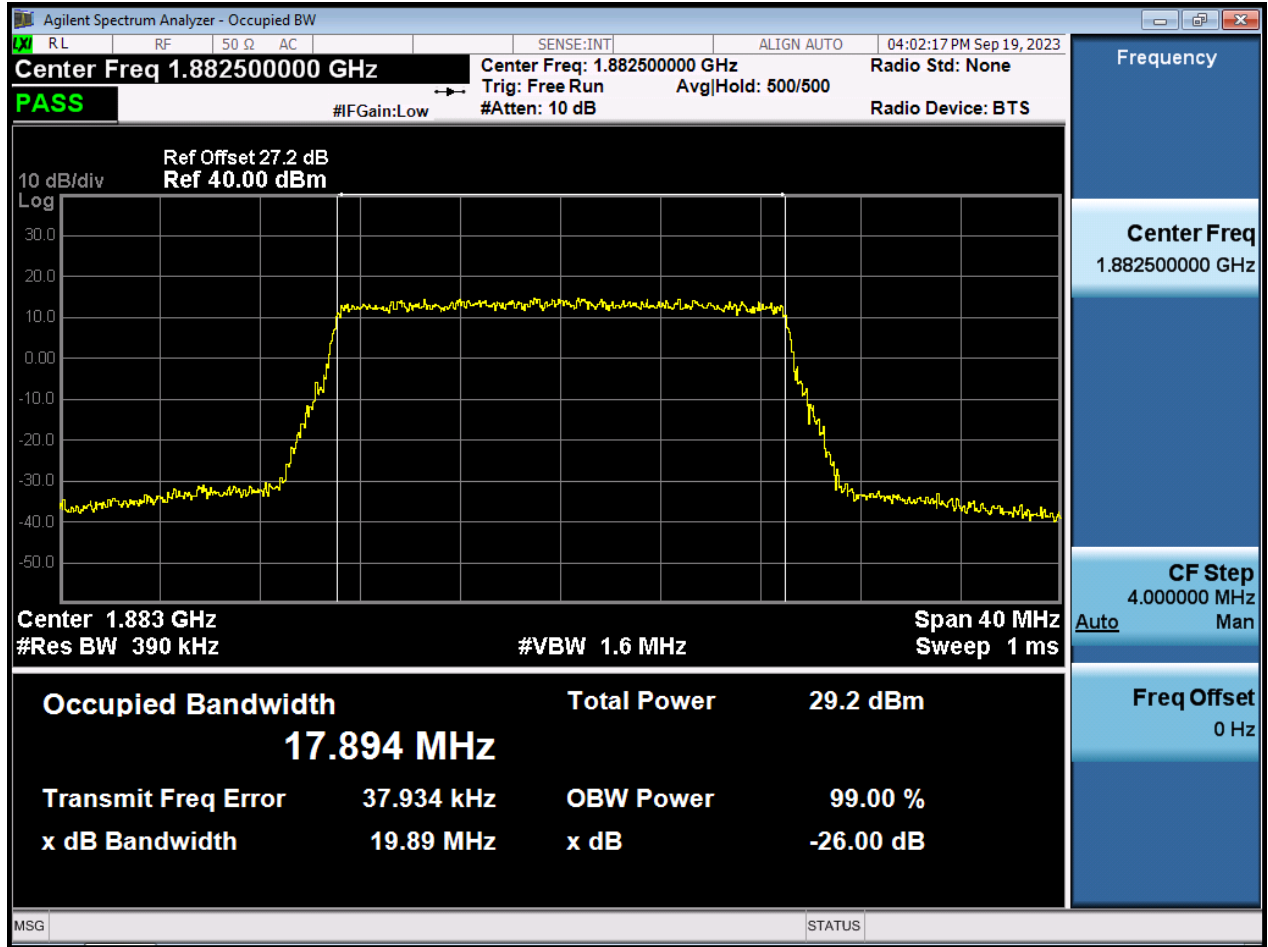 Agilent Spectrum Analyzer - Occupied BW
LXI RL RF 50 Ω AC SENSE:INT ALIGN AUTO 04:02:17 PM Sep 19, 2023
Center Freq 1.882500000 GHz
Center Freq: 1.882500000 GHz
Radio Std: None
Trig: Free Run Avg|Hold: 500/500
PASS
#IFGain:Low
#Atten: 10 dB
Radio Device: BTS
Ref Offset 27.2 dB
10 dB/div Ref 40.00 dBm
Log
30.0
20.0
10.0
0.00
-10.0
-20.0
-30.0
-40.0
-50.0
Center 1.883 GHz Span 40 MHz
#Res BW 390 kHz #VBW 1.6 MHz Sweep 1 ms
Occupied Bandwidth Total Power 29.2 dBm
17.894 MHz
Transmit Freq Error 37.934 kHz OBW Power 99.00 %
x dB Bandwidth 19.89 MHz x dB -26.00 dB
MSG STATUS
Frequency
Center Freq
1.882500000 GHz
CF Step
4.000000 MHz
Auto Man
Freq Offset
0 Hz